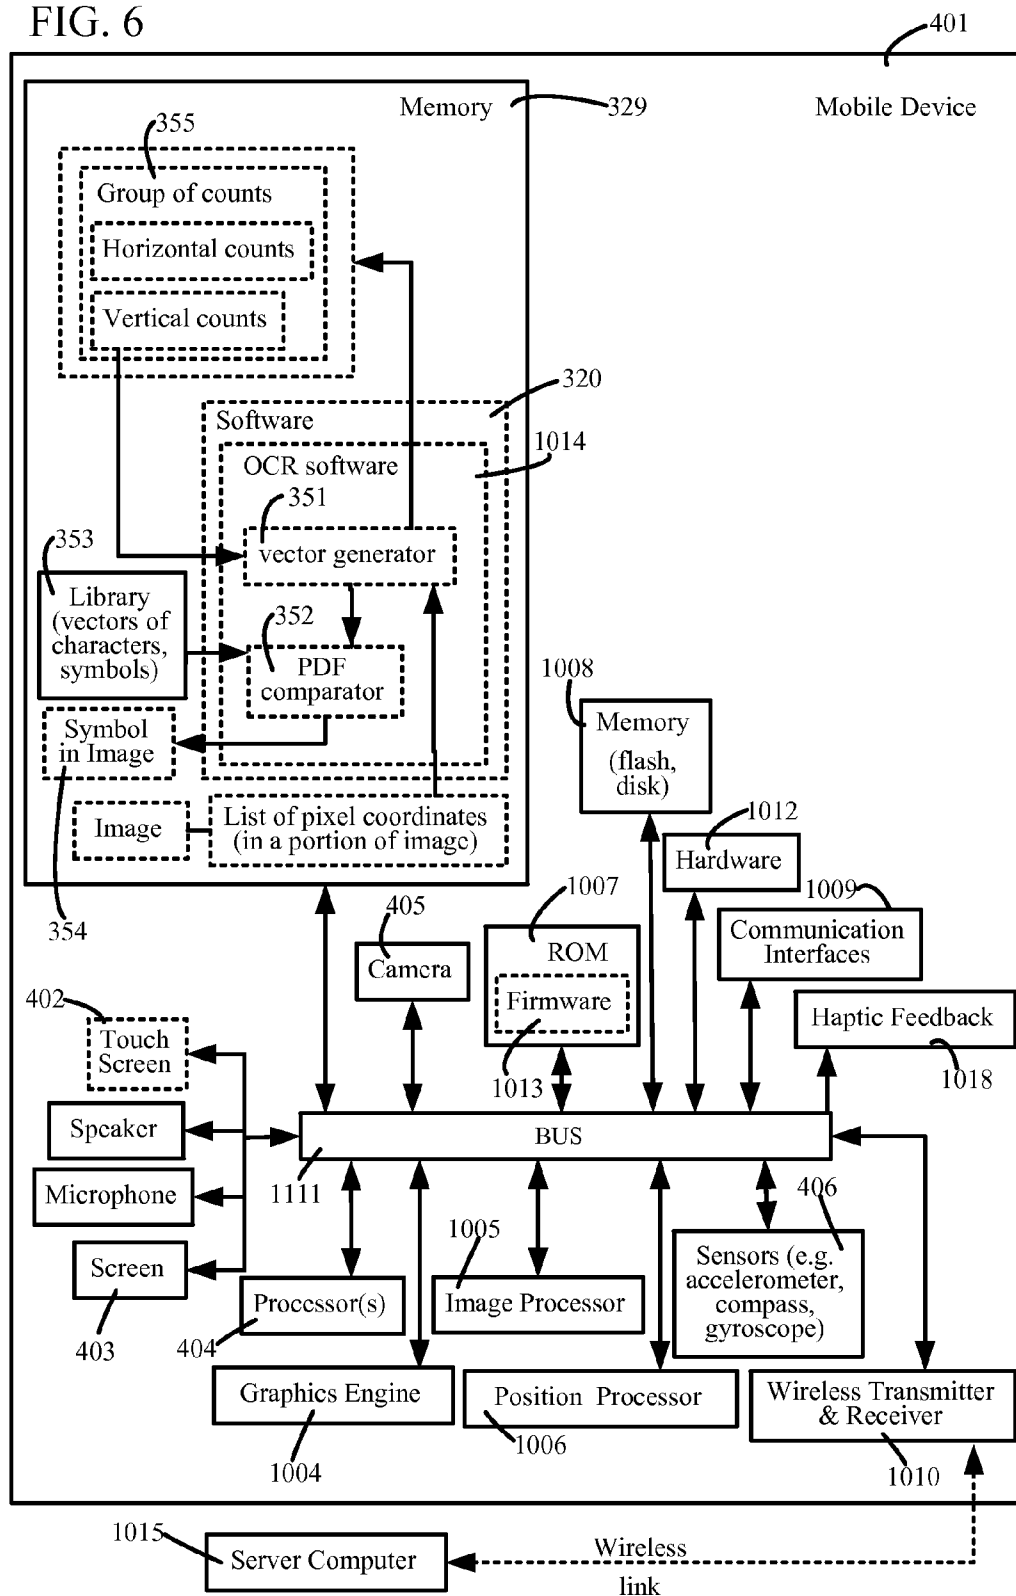 FIG. 6
401
Mobile Device
Memory
329
355
Group of counts
Horizontal counts
Vertical counts
320
Software
1014
OCR software
351
vector generator
353
Library
(vectors of
characters,
symbols)
352
PDF
comparator
Symbol
in Image
354
Image
List of pixel coordinates
(in a portion of image)
1008
Memory
(flash,
disk)
1012
Hardware
1009
Communication
Interfaces
1007
ROM
Firmware
1013
405
Camera
Haptic Feedback
1018
402
Touch
Screen
Speaker
Microphone
Screen
403
BUS
1111
Processor(s)
404
Graphics Engine
1004
1005
Image Processor
Position Processor
1006
406
Sensors (e.g.
accelerometer,
compass,
gyroscope)
Wireless Transmitter
& Receiver
1010
1015
Server Computer
Wireless
link